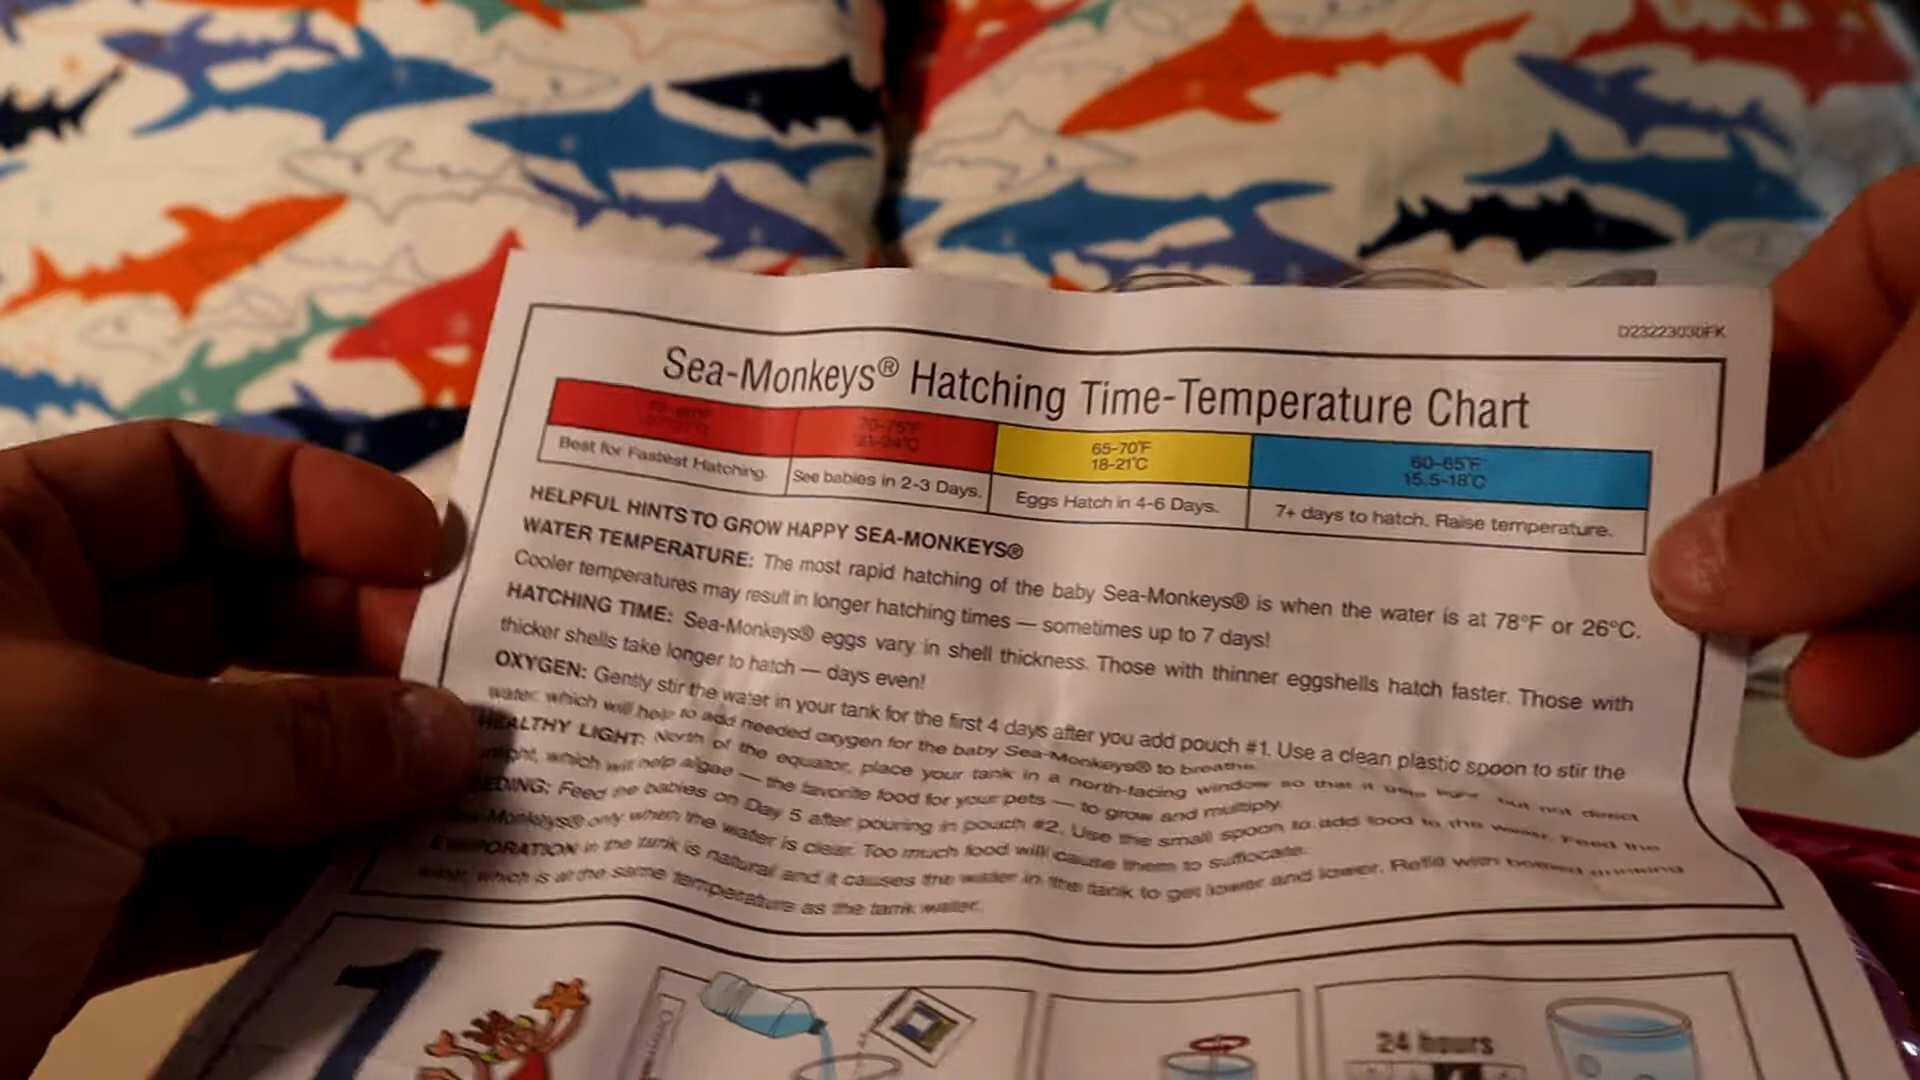 D23223030FK
Sea-Monkeys® Hatching Time-Temperature Chart
70-75°F
21-24°C
65-70°F
18-21°C
60-65°F
15.5-18°C
Best for Fastest Hatching.
See babies in 2-3 Days.
Eggs Hatch in 4-6 Days.
7+ days to hatch. Raise temperature.
HELPFUL HINTS TO GROW HAPPY SEA-MONKEYS®
WATER TEMPERATURE: The most rapid hatching of the baby Sea-Monkeys® is when the water is at 78°F or 26°C.
Cooler temperatures may result in longer hatching times — sometimes up to 7 days!
HATCHING TIME: Sea-Monkeys® eggs vary in shell thickness. Those with thinner eggshells hatch faster. Those with
thicker shells take longer to hatch — days even!
OXYGEN: Gently stir the water in your tank for the first 4 days after you add pouch #1. Use a clean plastic spoon to stir the
water, which will help to add needed oxygen for the baby Sea-Monkeys® to breathe.
HEALTHY LIGHT: North of the equator, place your tank in a north-facing window so that it gets light, but not direct
which will help algae — the favorite food for your pets — to grow and multiply.
Feed the babies on Day 5 after pouring in pouch #2. Use the small spoon to add food to the water. Feed the
only when the water is clear. Too much food will cause them to suffocate.
EVAPORATION in the tank is natural and it causes the water in the tank to get lower and lower. Refill with bottled drinking
water, which is at the same temperature as the tank water.
1
24 hours